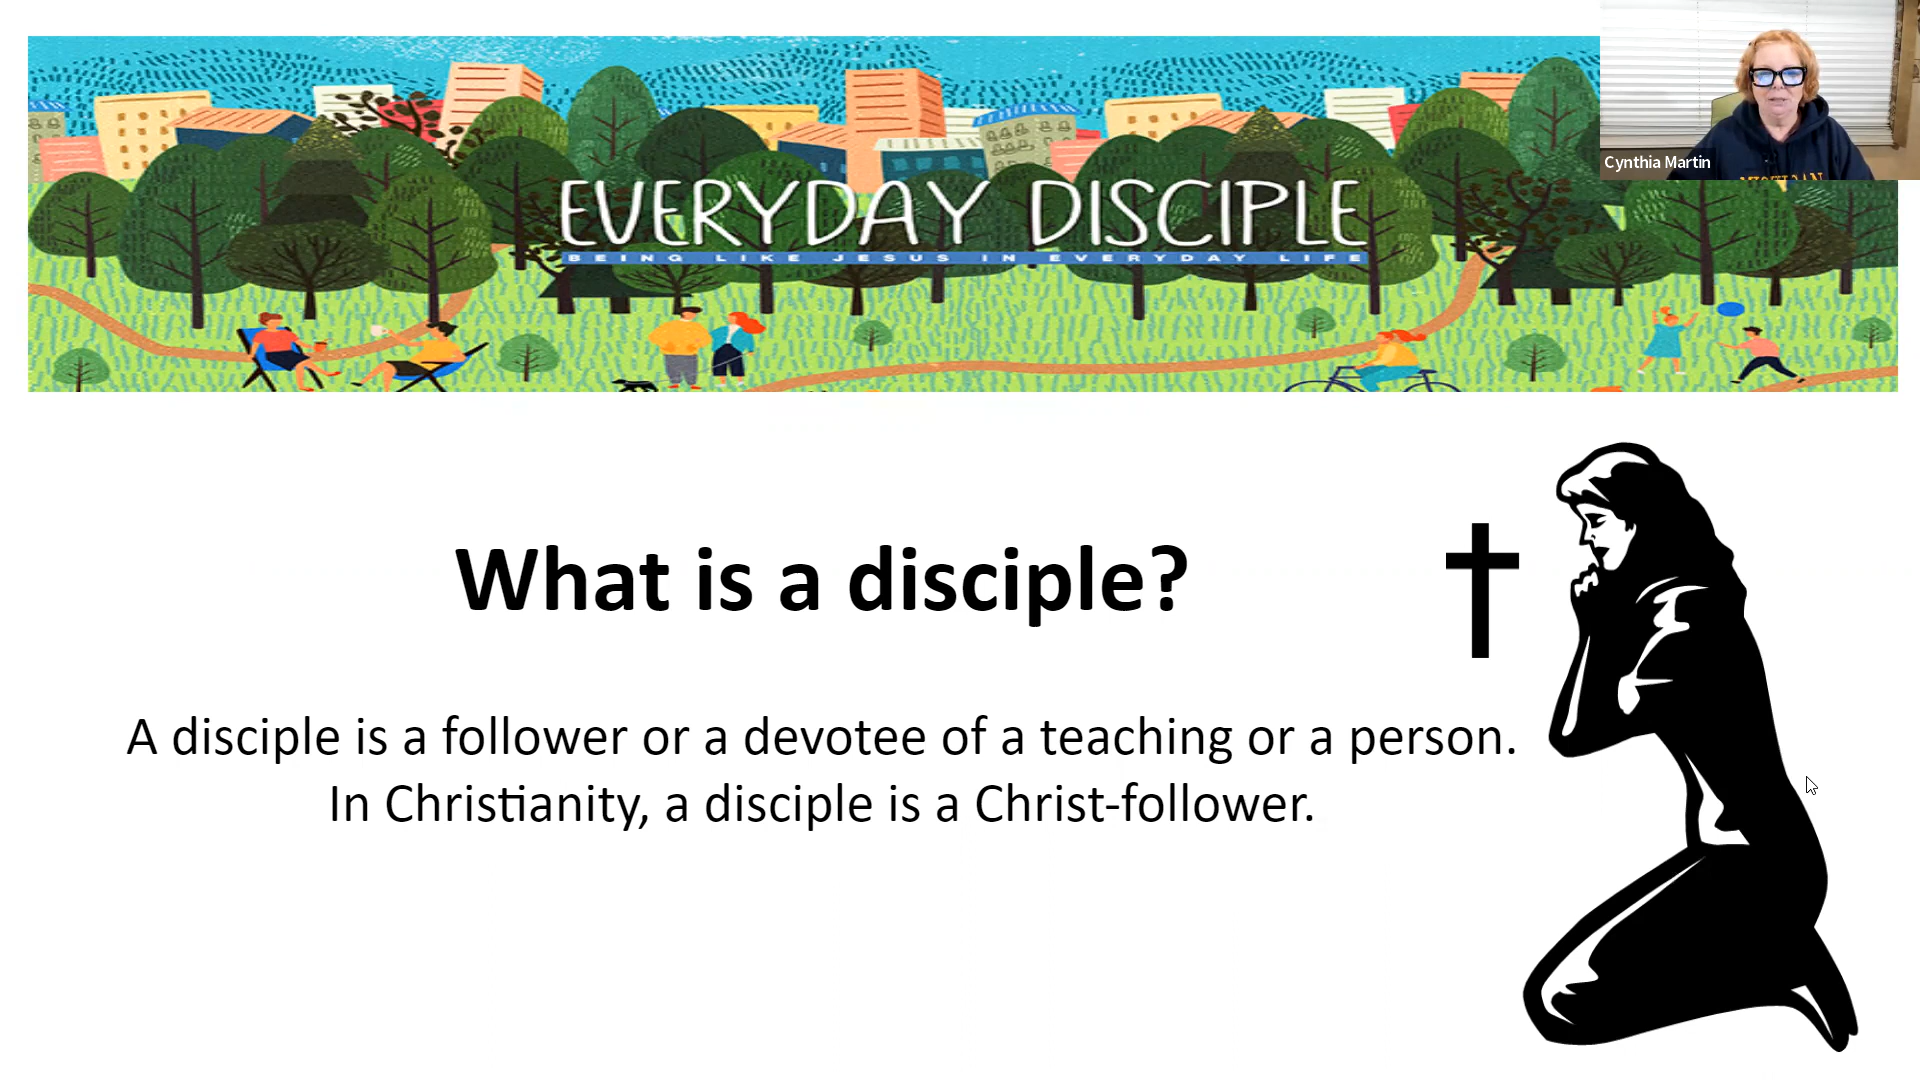 EVERYDAY DISCIPLE
BEING LIKE JESUS IN EVERYDAY LIFE
Cynthia Martin
MICHIGAN
What is a disciple?
A disciple is a follower or a devotee of a teaching or a person.
In Christianity, a disciple is a Christ-follower.